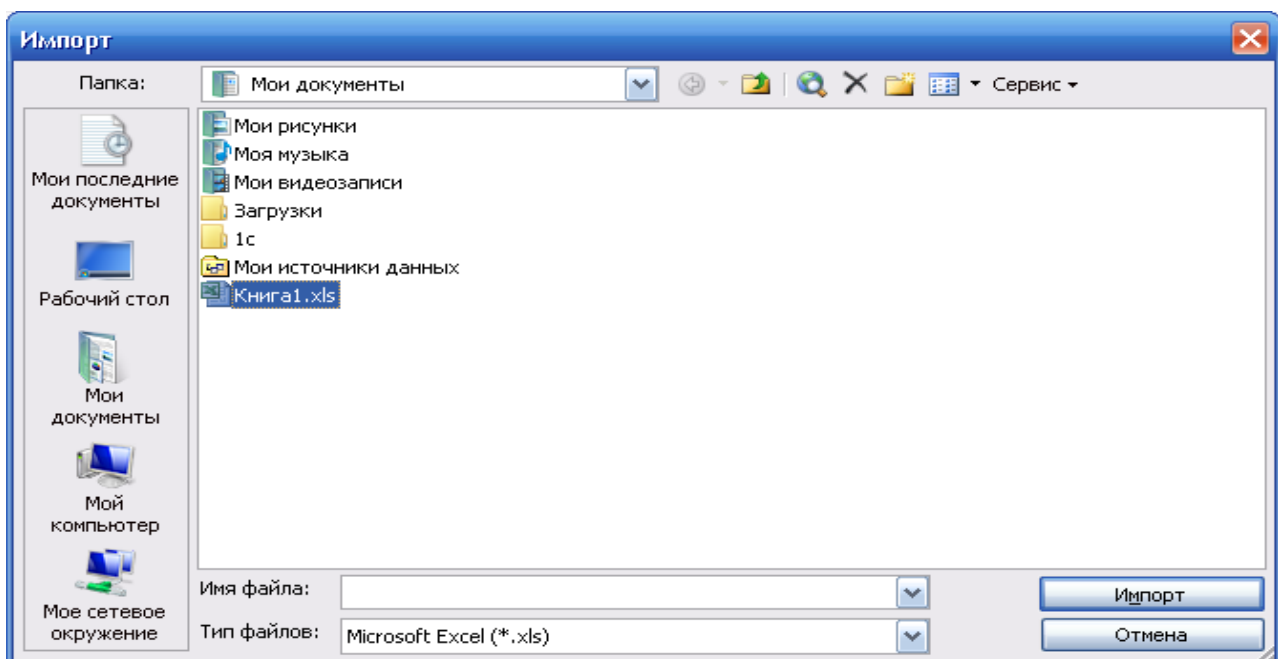 Импорт
Папка:
Мои документы
Сервис
Мои последние
документы
Рабочий стол
Мои
документы
Мой
компьютер
Мое сетевое
окружение
Мои рисунки
Моя музыка
Мои видеозаписи
Загрузки
1c
Мои источники данных
Книга1.xls
Имя файла:
Импорт
Тип файлов:
Microsoft Excel (*.xls)
Отмена